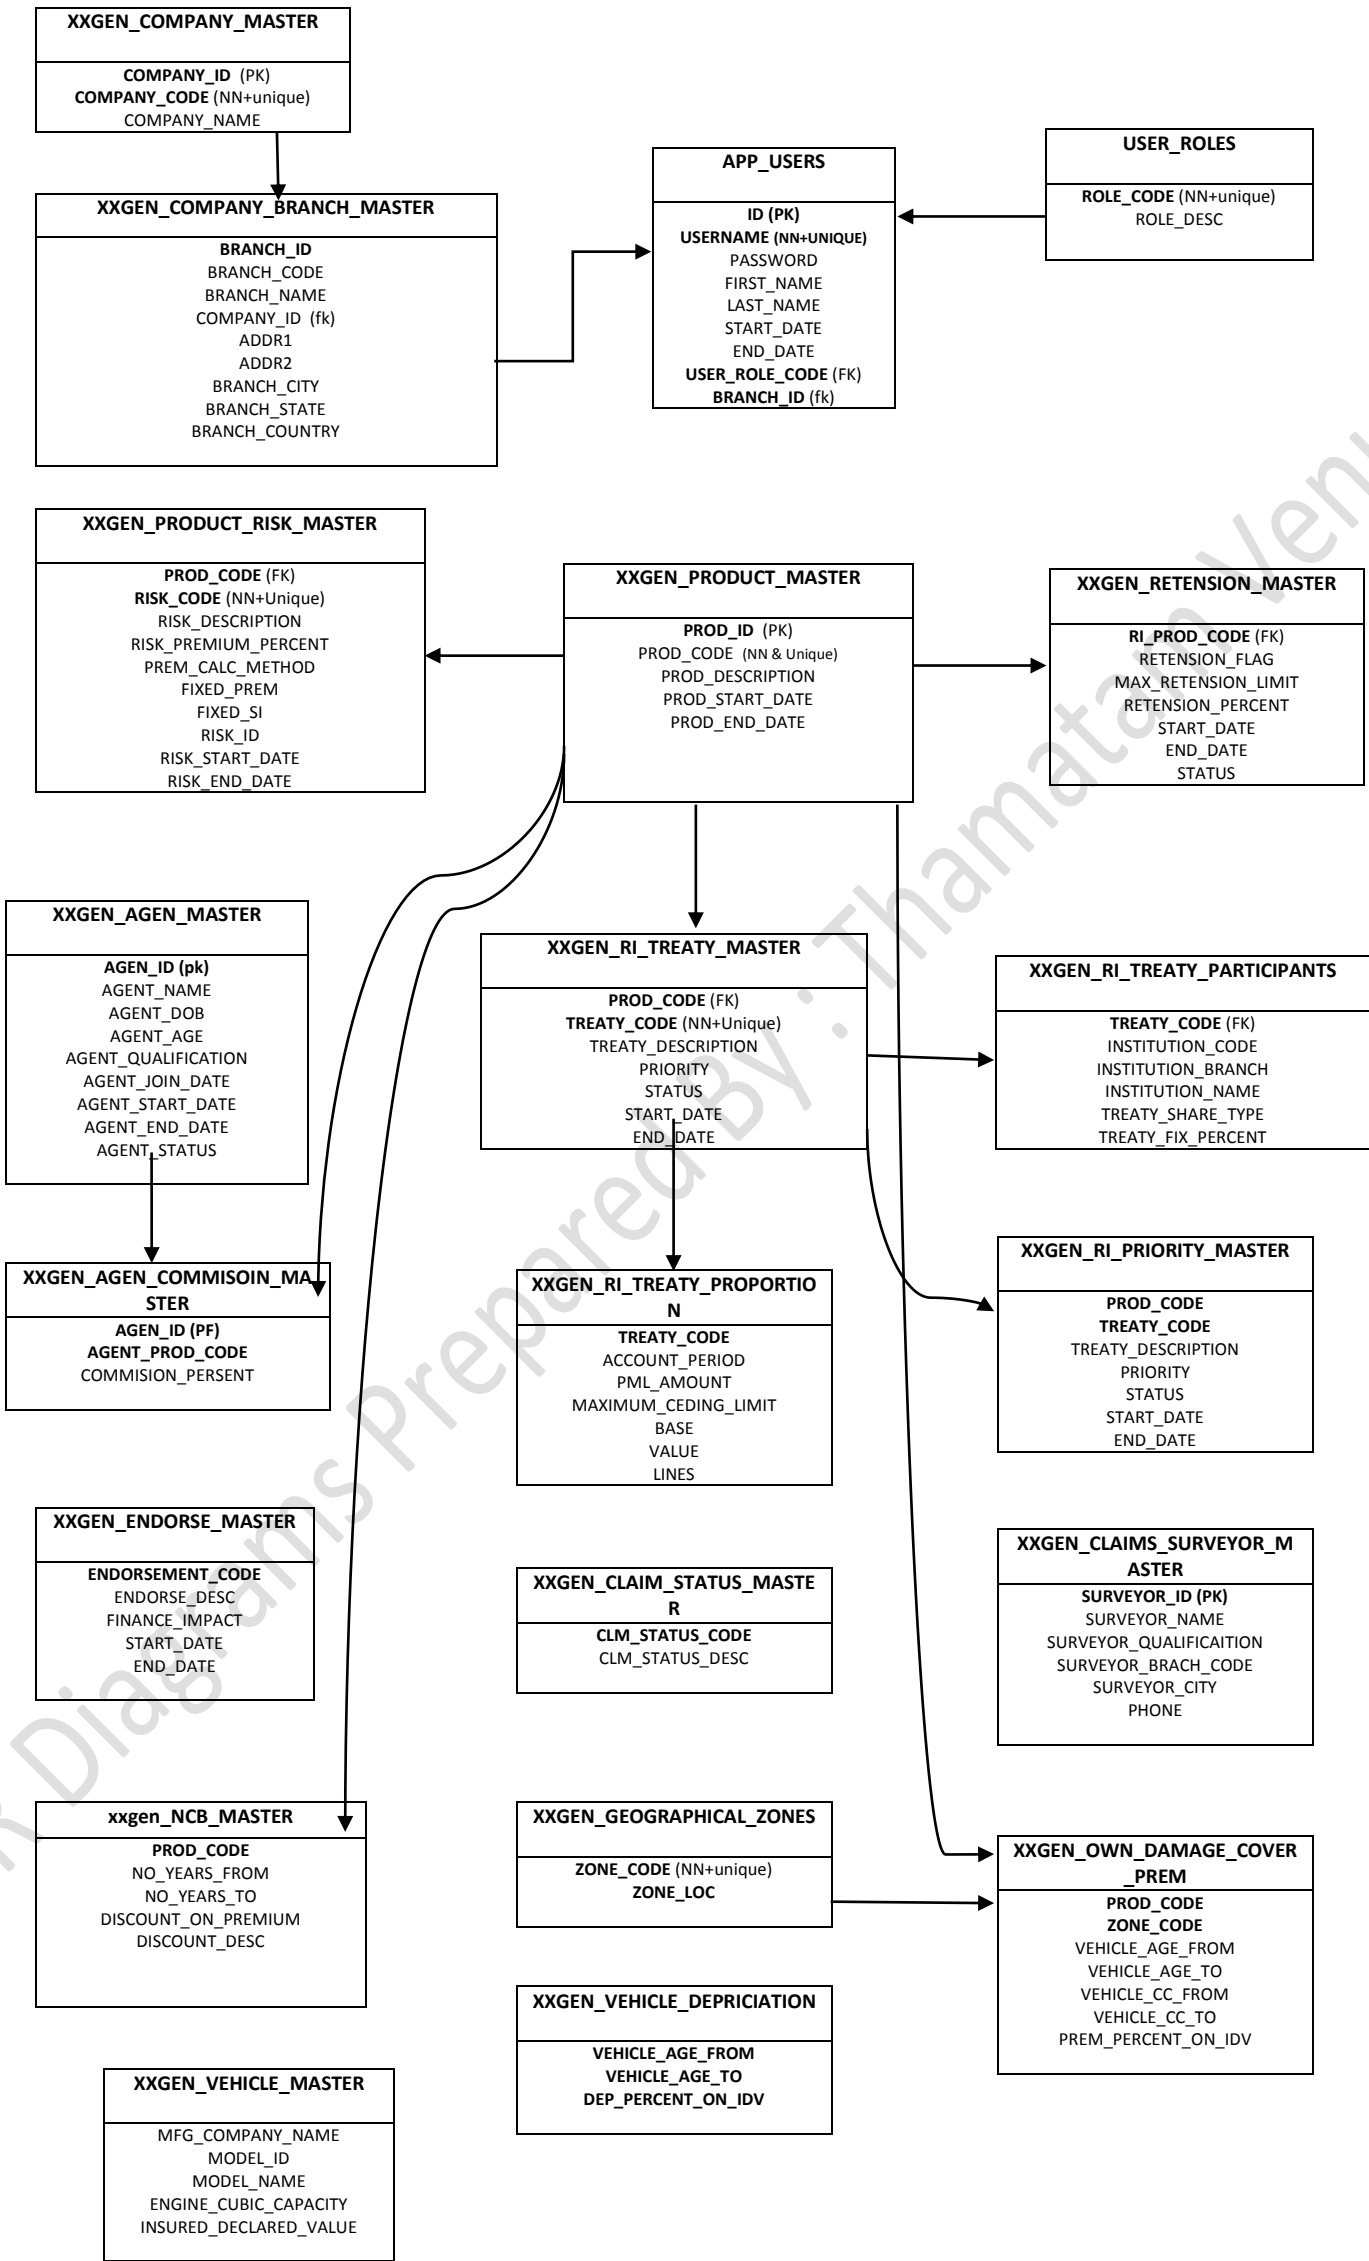 XXGEN_COMPANY_MASTER
COMPANY_ID (PK)
COMPANY_CODE (NN+unique)
COMPANY_NAME
XXGEN_COMPANY_BRANCH_MASTER
BRANCH_ID
BRANCH_CODE
BRANCH_NAME
COMPANY_ID (fk)
ADDR1
ADDR2
BRANCH_CITY
BRANCH_STATE
BRANCH_COUNTRY
APP_USERS
ID (PK)
USERNAME (NN+UNIQUE)
PASSWORD
FIRST_NAME
LAST_NAME
START_DATE
END_DATE
USER_ROLE_CODE (FK)
BRANCH_ID (fk)
USER_ROLES
ROLE_CODE (NN+unique)
ROLE_DESC
XXGEN_PRODUCT_RISK_MASTER
PROD_CODE (FK)
RISK_CODE (NN+Unique)
RISK_DESCRIPTION
RISK_PREMIUM_PERCENT
PREM_CALC_METHOD
FIXED_PREM
FIXED_SI
RISK_ID
RISK_START_DATE
RISK_END_DATE
XXGEN_PRODUCT_MASTER
PROD_ID (PK)
PROD_CODE (NN & Unique)
PROD_DESCRIPTION
PROD_START_DATE
PROD_END_DATE
XXGEN_RETENSION_MASTER
RI_PROD_CODE (FK)
RETENSION_FLAG
MAX_RETENSION_LIMIT
RETENSION_PERCENT
START_DATE
END_DATE
STATUS
XXGEN_AGEN_MASTER
AGEN_ID (pk)
AGENT_NAME
AGENT_DOB
AGENT_AGE
AGENT_QUALIFICATION
AGENT_JOIN_DATE
AGENT_START_DATE
AGENT_END_DATE
AGENT_STATUS
XXGEN_RI_TREATY_MASTER
PROD_CODE (FK)
TREATY_CODE (NN+Unique)
TREATY_DESCRIPTION
PRIORITY
STATUS
START_DATE
END_DATE
XXGEN_RI_TREATY_PARTICIPANTS
TREATY_CODE (FK)
INSTITUTION_CODE
INSTITUTION_BRANCH
INSTITUTION_NAME
TREATY_SHARE_TYPE
TREATY_FIX_PERCENT
XXGEN_AGEN_COMMISOIN_MA
STER
AGEN_ID (PF)
AGENT_PROD_CODE
COMMISION_PERSENT
XXGEN_RI_TREATY_PROPORTIO
N
TREATY_CODE
ACCOUNT_PERIOD
PML_AMOUNT
MAXIMUM_CEDING_LIMIT
BASE
VALUE
LINES
XXGEN_RI_PRIORITY_MASTER
PROD_CODE
TREATY_CODE
TREATY_DESCRIPTION
PRIORITY
STATUS
START_DATE
END_DATE
XXGEN_ENDORSE_MASTER
ENDORSEMENT_CODE
ENDORSE_DESC
FINANCE_IMPACT
START_DATE
END_DATE
XXGEN_CLAIM_STATUS_MASTE
R
CLM_STATUS_CODE
CLM_STATUS_DESC
XXGEN_CLAIMS_SURVEYOR_M
ASTER
SURVEYOR_ID (PK)
SURVEYOR_NAME
SURVEYOR_QUALIFICAITION
SURVEYOR_BRACH_CODE
SURVEYOR_CITY
PHONE
xxgen_NCB_MASTER
PROD_CODE
NO_YEARS_FROM
NO_YEARS_TO
DISCOUNT_ON_PREMIUM
DISCOUNT_DESC
XXGEN_GEOGRAPHICAL_ZONES
ZONE_CODE (NN+unique)
ZONE_LOC
XXGEN_OWN_DAMAGE_COVER
_PREM
PROD_CODE
ZONE_CODE
VEHICLE_AGE_FROM
VEHICLE_AGE_TO
VEHICLE_CC_FROM
VEHICLE_CC_TO
PREM_PERCENT_ON_IDV
XXGEN_VEHICLE_DEPRICIATION
VEHICLE_AGE_FROM
VEHICLE_AGE_TO
DEP_PERCENT_ON_IDV
XXGEN_VEHICLE_MASTER
MFG_COMPANY_NAME
MODEL_ID
MODEL_NAME
ENGINE_CUBIC_CAPACITY
INSURED_DECLARED_VALUE
R Diagrams Prepared By : Thamatam Venu